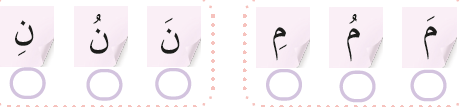 مَ مُ مِ نَ نُ نِ